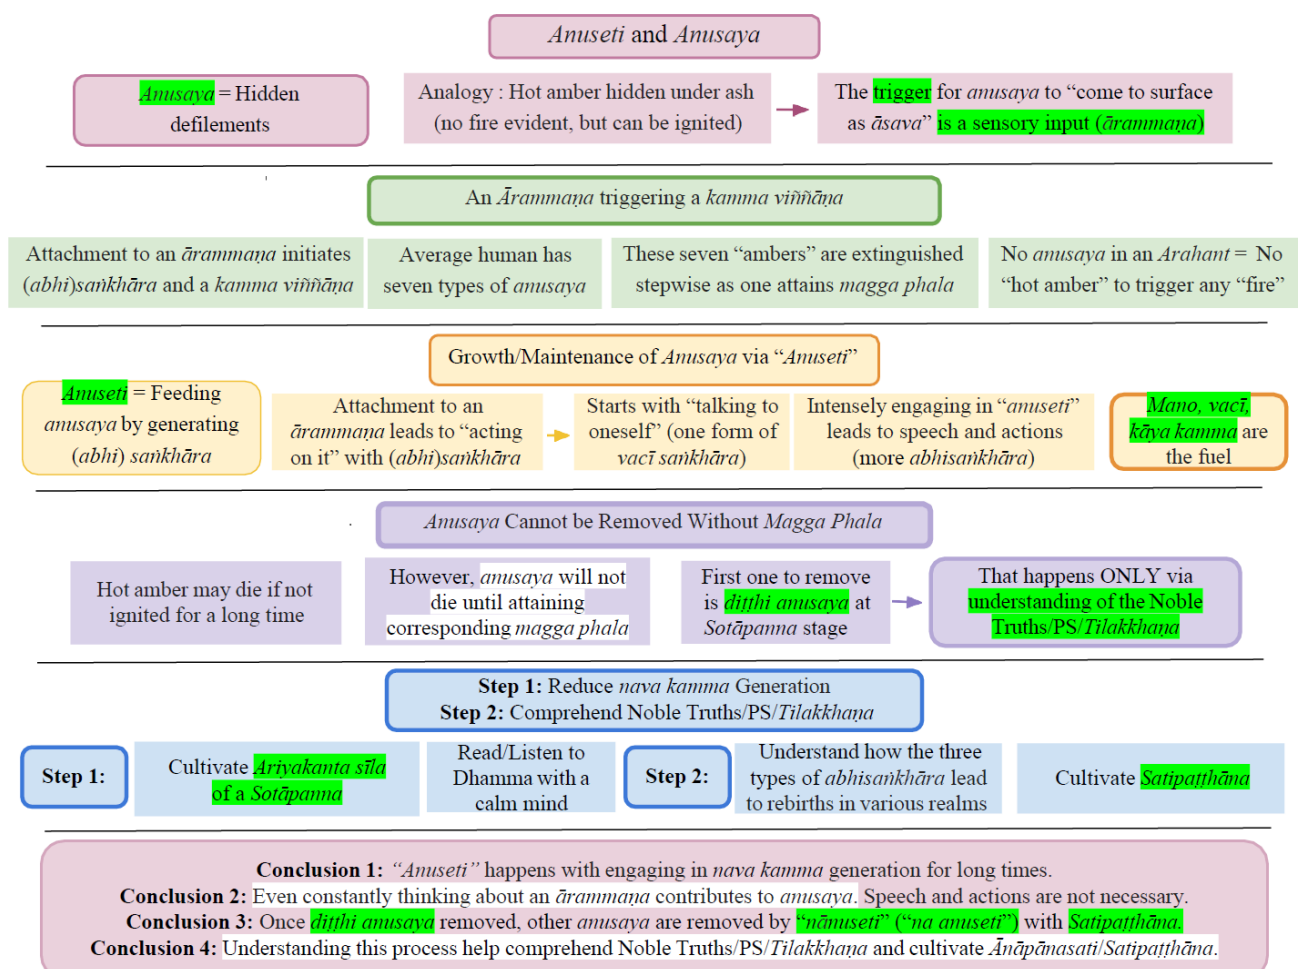 Anuseti and Anusaya
Anusaya = Hidden
defilements
Analogy : Hot amber hidden under ash
(no fire evident, but can be ignited)
The trigger for anusaya to “come to surface
as āsava” is a sensory input (ārammaṇa)
An Ārammaṇa triggering a kamma viññāṇa
Attachment to an ārammaṇa initiates
(abhi)saṅkhāra and a kamma viññāṇa
Average human has
seven types of anusaya
These seven “ambers” are extinguished
stepwise as one attains magga phala
No anusaya in an Arahant = No
“hot amber” to trigger any “fire”
Growth/Maintenance of Anusaya via “Anuseti”
Anuseti = Feeding
anusaya by generating
(abhi) saṅkhāra
Attachment to an
ārammaṇa leads to “acting
on it” with (abhi)saṅkhāra
Starts with “talking to
oneself” (one form of
vacī saṅkhāra)
Intensely engaging in “anuseti”
leads to speech and actions
(more abhisaṅkhāra)
Mano, vacī,
kāya kamma are
the fuel
Anusaya Cannot be Removed Without Magga Phala
Hot amber may die if not
ignited for a long time
However, anusaya will not
die until attaining
corresponding magga phala
First one to remove
is diṭṭhi anusaya at
Sotāpanna stage
That happens ONLY via
understanding of the Noble
Truths/PS/Tilakkhaṇa
Step 1: Reduce nava kamma Generation
Step 2: Comprehend Noble Truths/PS/Tilakkhaṇa
Step 1:
Cultivate Ariyakanta sīla
of a Sotāpanna
Read/Listen to
Dhamma with a
calm mind
Step 2:
Understand how the three
types of abhisaṅkhāra lead
to rebirths in various realms
Cultivate Satipaṭṭhāna
Conclusion 1: “Anuseti” happens with engaging in nava kamma generation for long times.
Conclusion 2: Even constantly thinking about an ārammaṇa contributes to anusaya. Speech and actions are not necessary.
Conclusion 3: Once diṭṭhi anusaya removed, other anusaya are removed by “nānuseti” (“na anuseti”) with Satipaṭṭhāna.
Conclusion 4: Understanding this process help comprehend Noble Truths/PS/Tilakkhaṇa and cultivate Ānāpānasati/Satipaṭṭhāna.